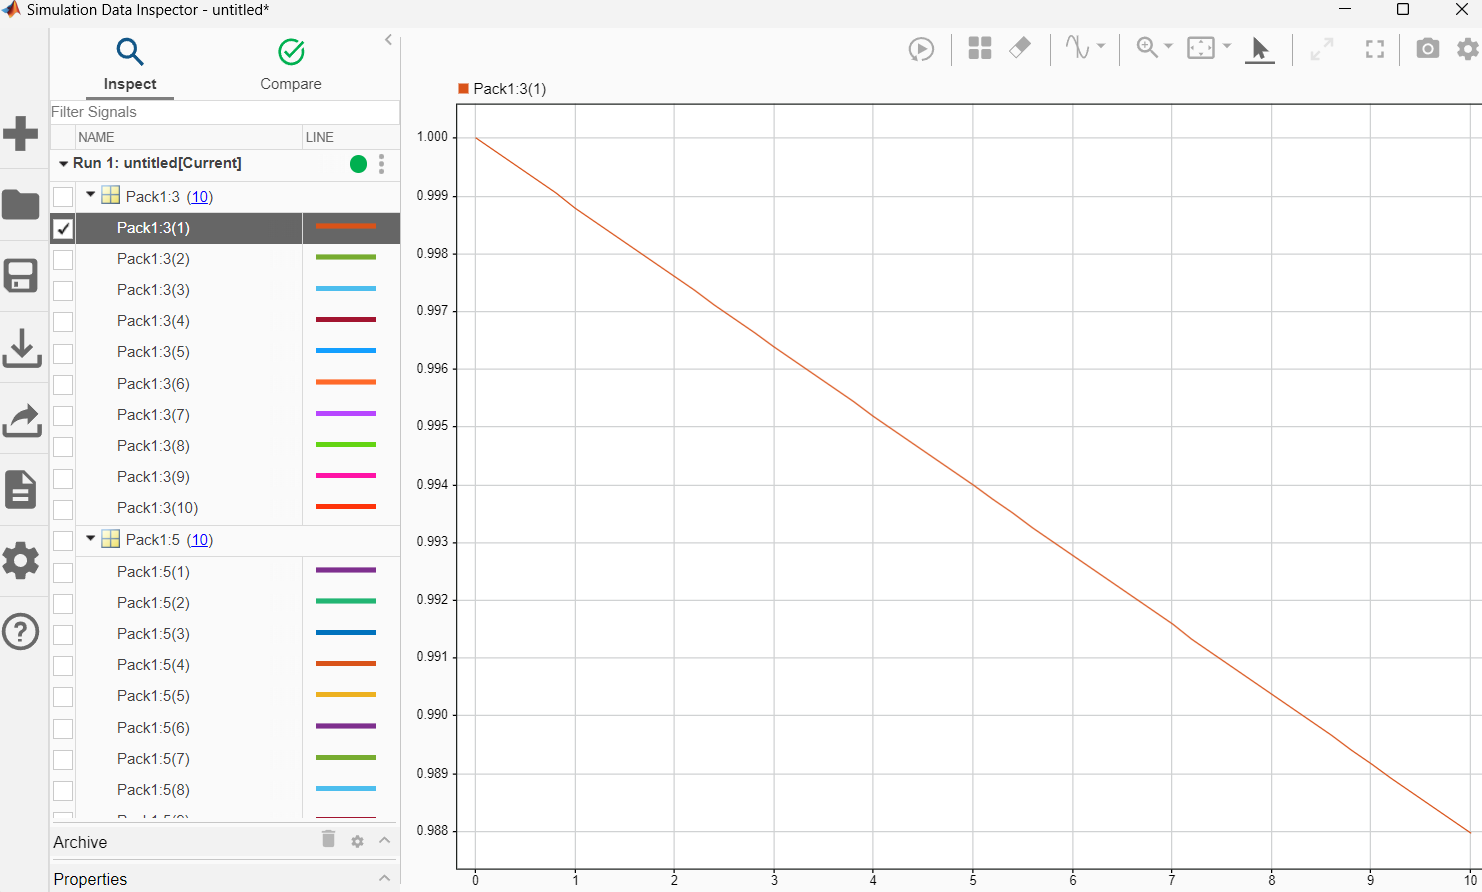 Simulation Data Inspector - untitled*
Inspect
Compare
Filter Signals
NAME
LINE
Run 1: untitled[Current]
Pack1:3 (10)
Pack1:3(1)
Pack1:3(2)
Pack1:3(3)
Pack1:3(4)
Pack1:3(5)
Pack1:3(6)
Pack1:3(7)
Pack1:3(8)
Pack1:3(9)
Pack1:3(10)
Pack1:5 (10)
Pack1:5(1)
Pack1:5(2)
Pack1:5(3)
Pack1:5(4)
Pack1:5(5)
Pack1:5(6)
Pack1:5(7)
Pack1:5(8)
Archive
Properties
Pack1:3(1)
1.000
0.999
0.998
0.997
0.996
0.995
0.994
0.993
0.992
0.991
0.990
0.989
0.988
0 1 2 3 4 5 6 7 8 9 10